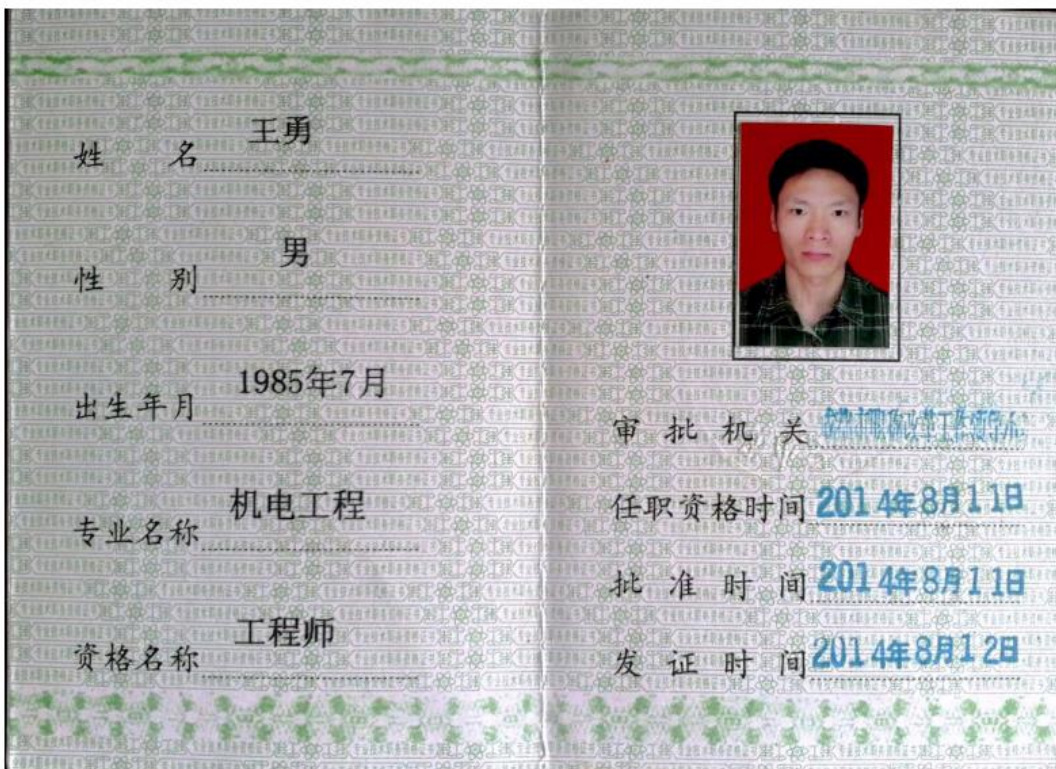 姓名 王勇
性别 男
出生年月 1985年7月
专业名称 机电工程
资格名称 工程师
审批机关
任职资格时间 2014年8月11日
批准时间 2014年8月11日
发证时间 2014年8月12日